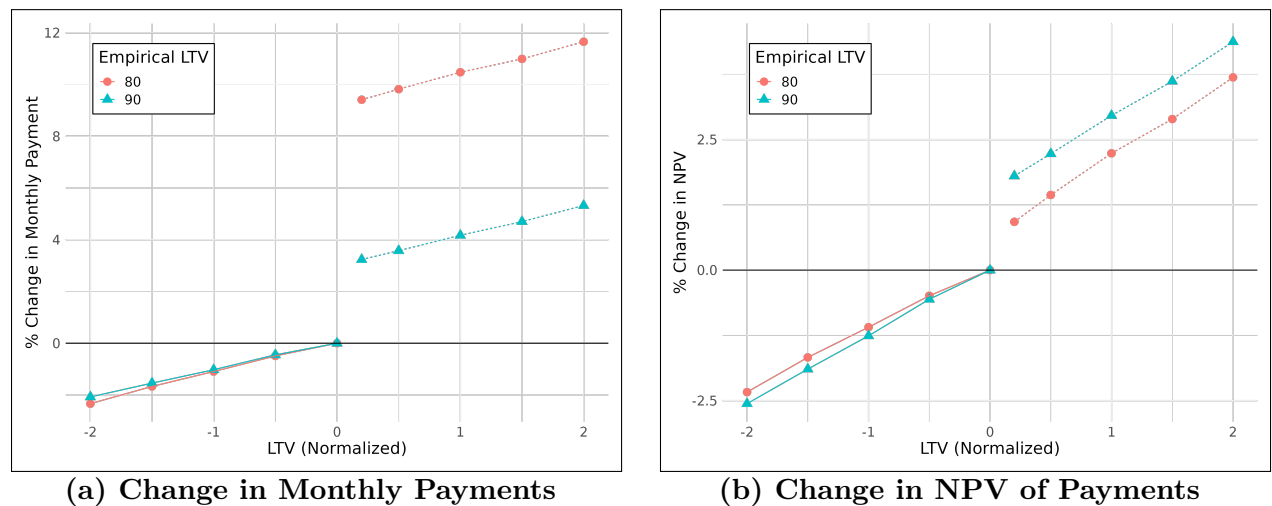 12
8
4
0
% Change in Monthly Payment
Empirical LTV
80
90
-2
-1
0
1
2
LTV (Normalized)
(a) Change in Monthly Payments
2.5
0.0
-2.5
% Change in NPV
Empirical LTV
80
90
-2
-1
0
1
2
LTV (Normalized)
(b) Change in NPV of Payments